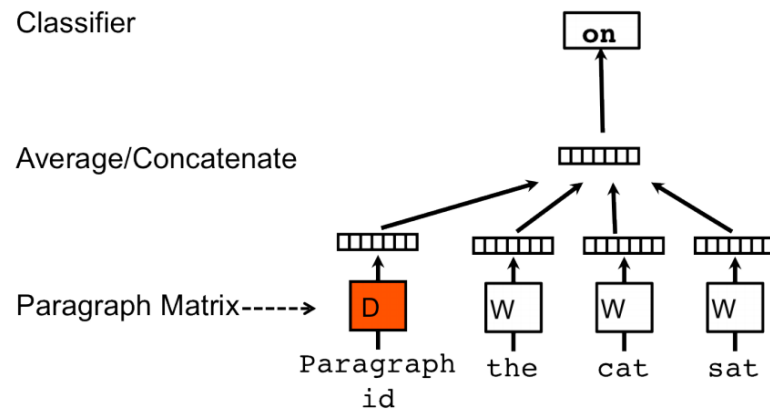 Classifier
on
Average/Concatenate
Paragraph Matrix
D
W
W
W
Paragraph
id
the
cat
sat